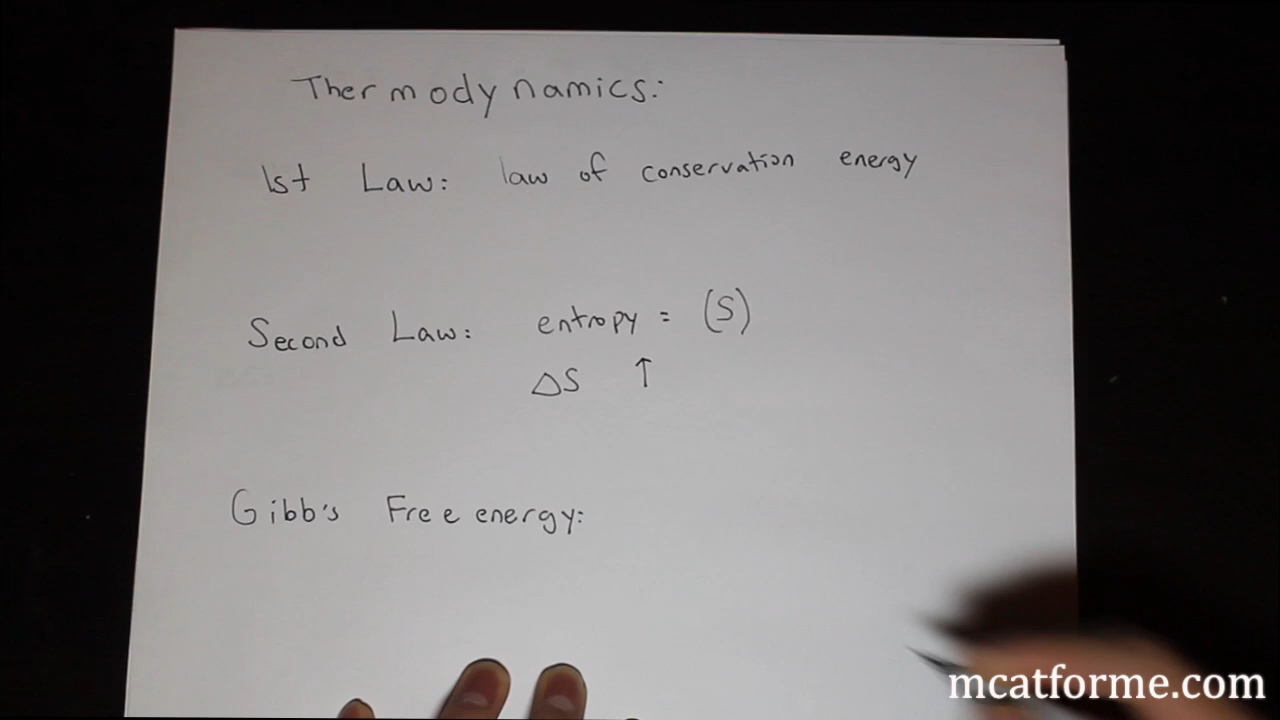 Thermodynamics:
1st Law: law of conservation energy
Second Law: entropy = (S)
ΔS ↑
Gibb's Free energy:
mcatforme.com